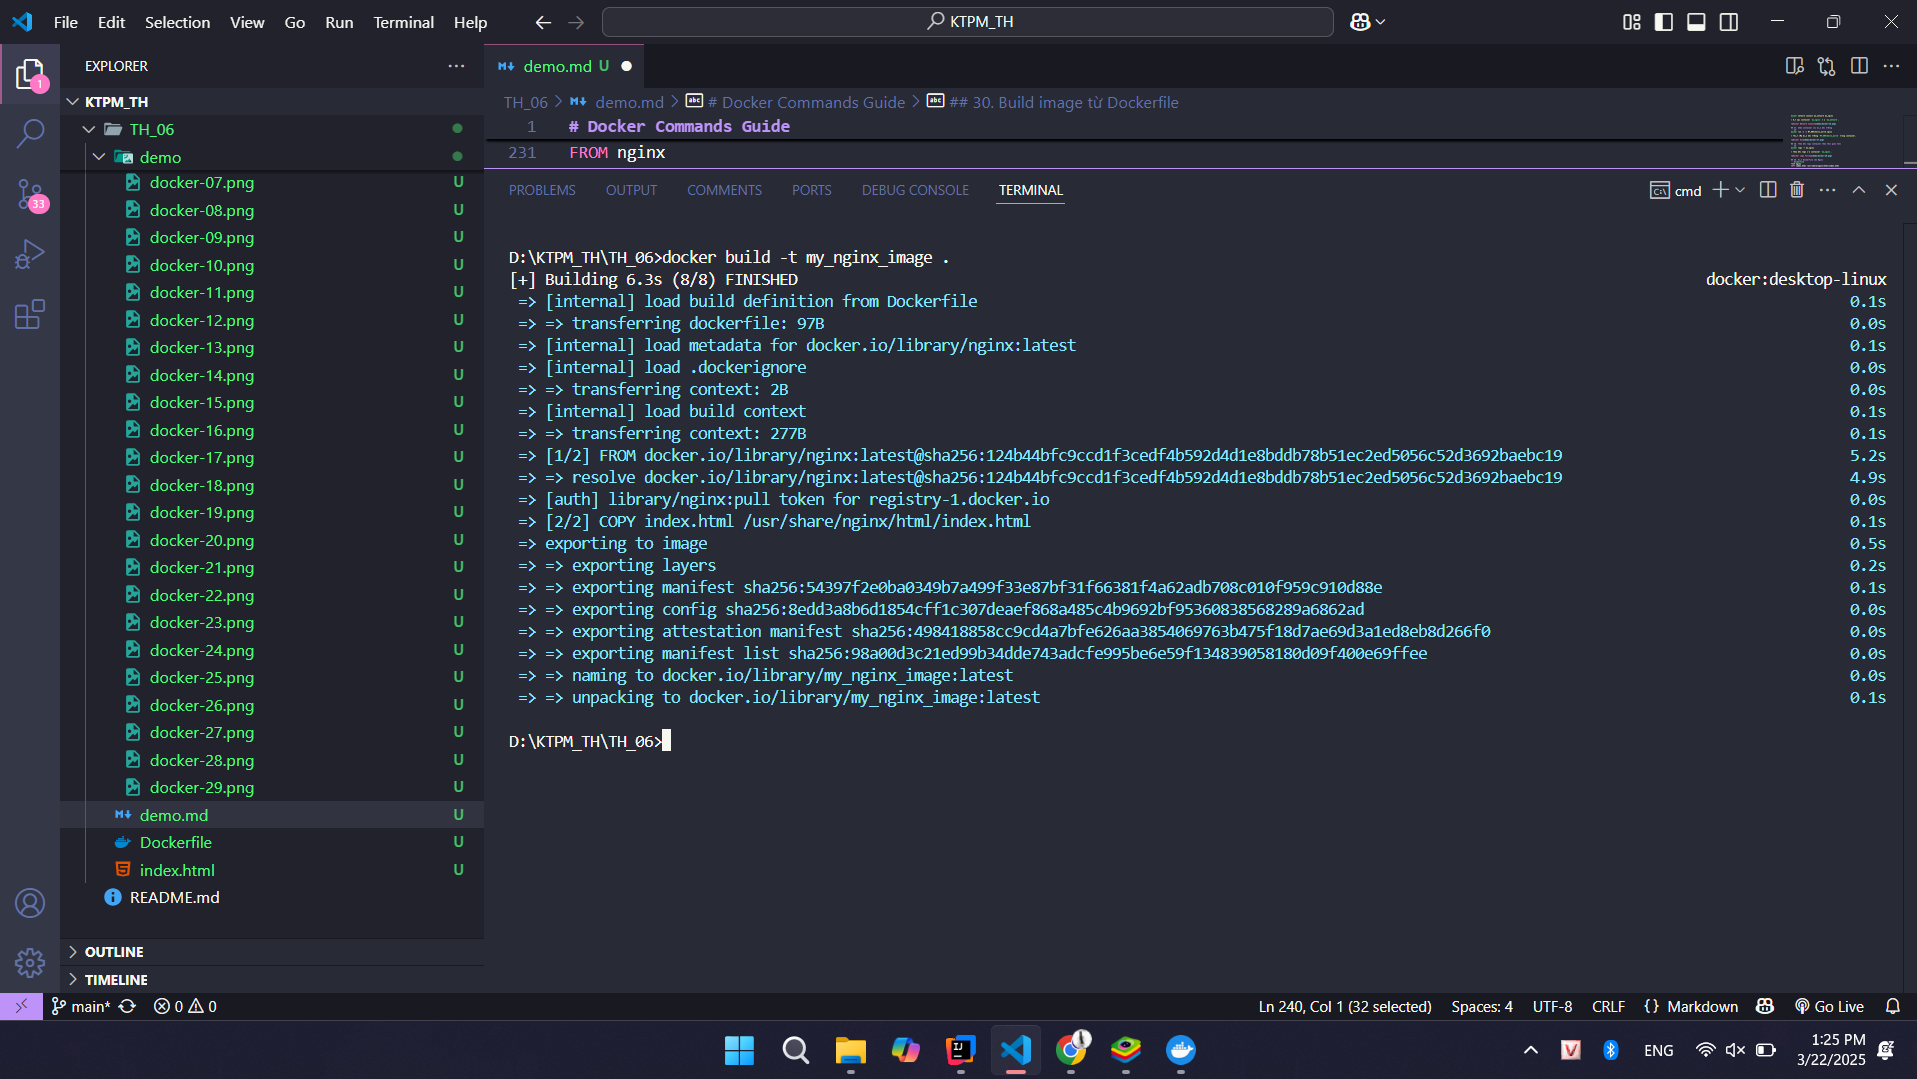 File Edit Selection View Go Run Terminal Help
KTPM_TH
EXPLORER
1
33
KTPM_TH
TH_06
demo
docker-07.png U
docker-08.png U
docker-09.png U
docker-10.png U
docker-11.png U
docker-12.png U
docker-13.png U
docker-14.png U
docker-15.png U
docker-16.png U
docker-17.png U
docker-18.png U
docker-19.png U
docker-20.png U
docker-21.png U
docker-22.png U
docker-23.png U
docker-24.png U
docker-25.png U
docker-26.png U
docker-27.png U
docker-28.png U
docker-29.png U
demo.md U
Dockerfile U
index.html U
README.md
OUTLINE
TIMELINE
demo.md U
TH_06 > demo.md > # Docker Commands Guide > ## 30. Build image từ Dockerfile
1 # Docker Commands Guide
231 FROM nginx
PROBLEMS OUTPUT COMMENTS PORTS DEBUG CONSOLE TERMINAL
cmd
D:\KTPM_TH\TH_06>docker build -t my_nginx_image .
[+] Building 6.3s (8/8) FINISHED docker:desktop-linux
=> [internal] load build definition from Dockerfile 0.1s
=> => transferring dockerfile: 97B 0.0s
=> [internal] load metadata for docker.io/library/nginx:latest 0.1s
=> [internal] load .dockerignore 0.0s
=> => transferring context: 2B 0.0s
=> [internal] load build context 0.1s
=> => transferring context: 277B 0.1s
=> [1/2] FROM docker.io/library/nginx:latest@sha256:124b44bfc9ccd1f3cedf4b592d4d1e8bddb78b51ec2ed5056c52d3692baebc19 5.2s
=> => resolve docker.io/library/nginx:latest@sha256:124b44bfc9ccd1f3cedf4b592d4d1e8bddb78b51ec2ed5056c52d3692baebc19 4.9s
=> [auth] library/nginx:pull token for registry-1.docker.io 0.0s
=> [2/2] COPY index.html /usr/share/nginx/html/index.html 0.1s
=> exporting to image 0.5s
=> => exporting layers 0.2s
=> => exporting manifest sha256:54397f2e0ba0349b7a499f33e87bf31f66381f4a62adb708c010f959c910d88e 0.1s
=> => exporting config sha256:8edd3a8b6d1854cff1c307deaef868a485c4b9692bf95360838568289a6862ad 0.0s
=> => exporting attestation manifest sha256:498418858cc9cd4a7bfe626aa3854069763b475f18d7ae69d3a1ed8eb8d266f0 0.0s
=> => exporting manifest list sha256:98a00d3c21ed99b34dde743adcfe995be6e59f134839058180d09f400e69ffee 0.0s
=> => naming to docker.io/library/my_nginx_image:latest 0.0s
=> => unpacking to docker.io/library/my_nginx_image:latest 0.1s
D:\KTPM_TH\TH_06>
main* 0 0
Ln 240, Col 1 (32 selected) Spaces: 4 UTF-8 CRLF {} Markdown Go Live
ENG
1:25 PM
3/22/2025